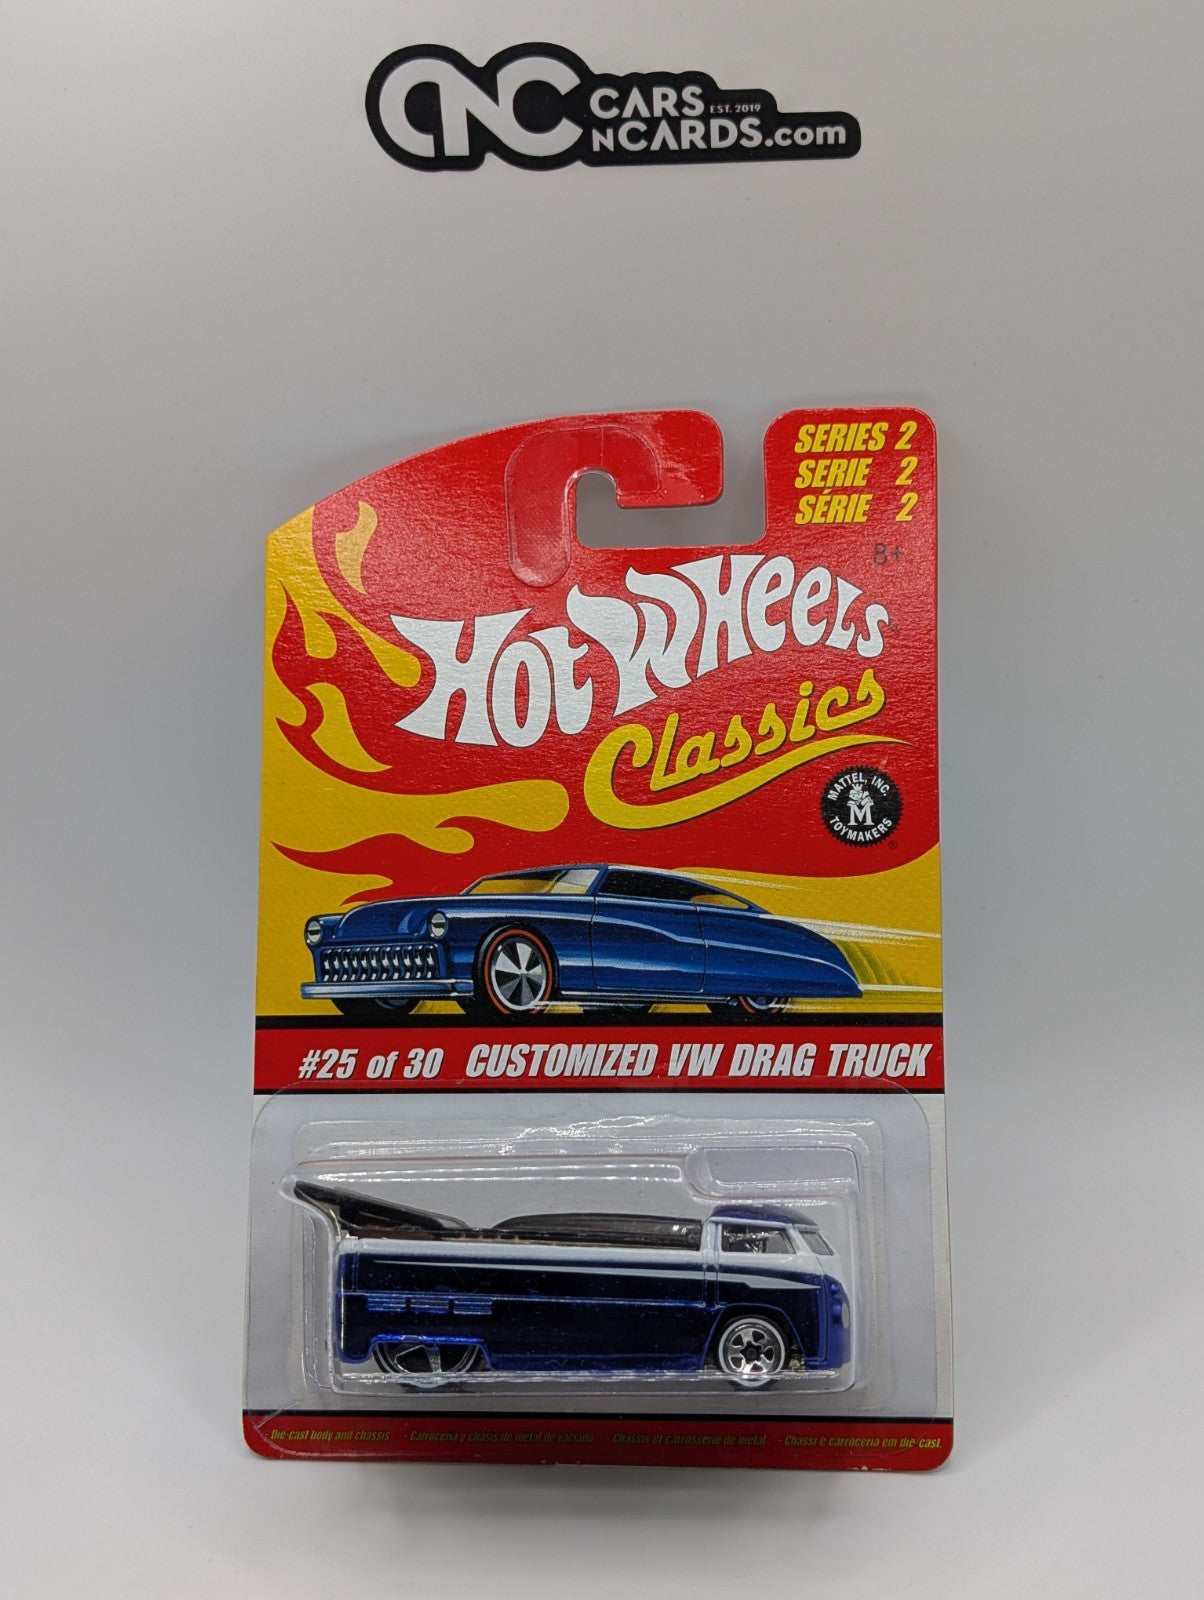 CNC CARS EST. 2019
NCARDS.com
SERIES 2
SERIE 2
SÉRIE 2
8+
HOT WHEELS
Classics
MATTEL, INC.
M
TOYMAKERS
®
#25 of 30 CUSTOMIZED VW DRAG TRUCK
Die-cast body and chassis - Carrocería y chasis de metal de vaciado - Chassis et carrosserie de métal - Chassi e carroceria em die-cast.